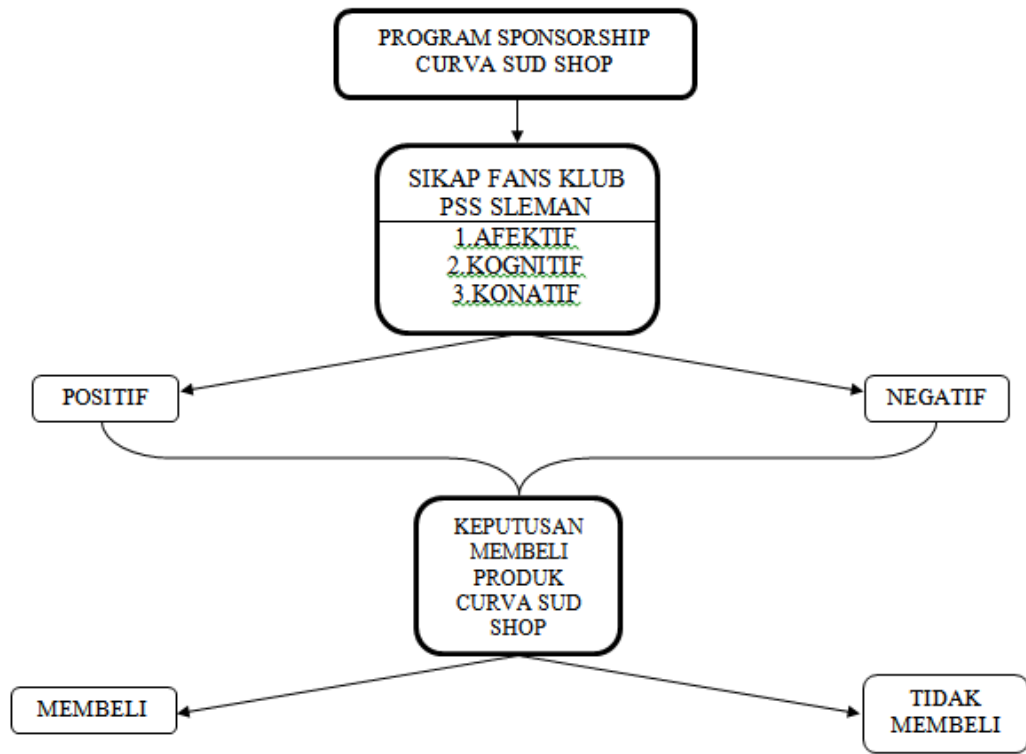 PROGRAM SPONSORSHIP
CURVA SUD SHOP
SIKAP FANS KLUB
PSS SLEMAN
1.AFEKTIF
2.KOGNITIF
3.KONATIF
POSITIF
NEGATIF
KEPUTUSAN
MEMBELI
PRODUK
CURVA SUD
SHOP
MEMBELI
TIDAK
MEMBELI